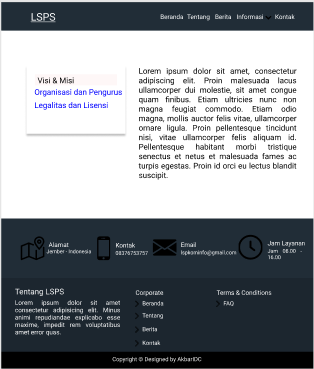 LSPS
Beranda Tentang Berita Informasi Kontak
Visi & Misi
Organisasi dan Pengurus
Legalitas dan Lisensi
Lorem ipsum dolor sit amet, consectetur
adipiscing elit. Proin malesuada lacus
ullamcorper dui molestie, sit amet congue
quam finibus. Etiam ultricies nunc non
magna feugiat commodo. Etiam odio
magna, mollis auctor felis vitae, ullamcorper
ornare ligula. Proin pellentesque tincidunt
nisi, vitae ullamcorper felis aliquam id.
Pellentesque habitant morbi tristique
senectus et netus et malesuada fames ac
turpis egestas. Proin id orci eu lectus blandit
suscipit.
Alamat
Jember - Indonesia
Kontak
08376753757
Email
lspkominfo@gmail.com
Jam Layanan
Jam 08.00 -
16.00
Tentang LSPS
Lorem ipsum dolor sit amet
consectetur adipisicing elit. Minus
animi repudiandae explicabo esse
maxime, impedit rem voluptatibus
amet error quas.
Corporate
Beranda
Tentang
Berita
Kontak
Terms & Conditions
FAQ
Copyright © Designed by AkbarIDC